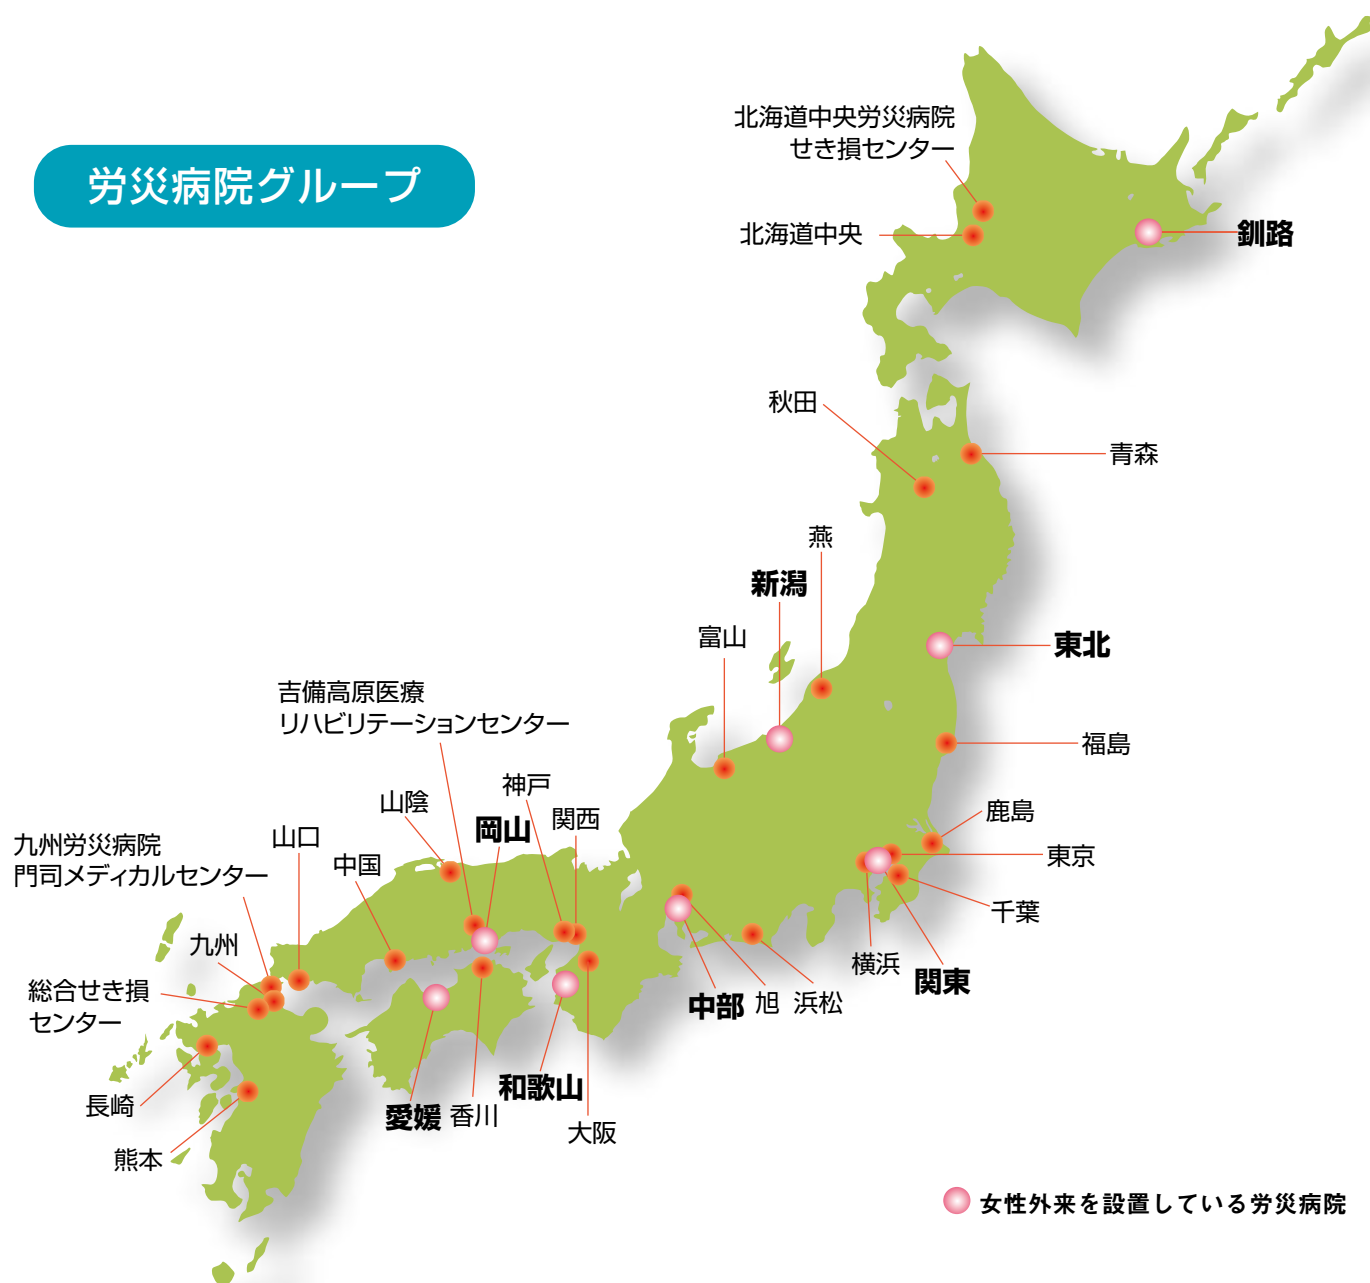 労災病院グループ
北海道中央労災病院
せき損センター
北海道中央
釧路
秋田
青森
燕
新潟
富山
東北
吉備高原医療
リハビリテーションセンター
福島
神戸
山陰
関西
岡山
鹿島
山口
九州労災病院
門司メディカルセンター
中国
東京
千葉
九州
横浜
関東
総合せき損
センター
中部
旭
浜松
和歌山
長崎
愛媛
香川
大阪
熊本
女性外来を設置している労災病院